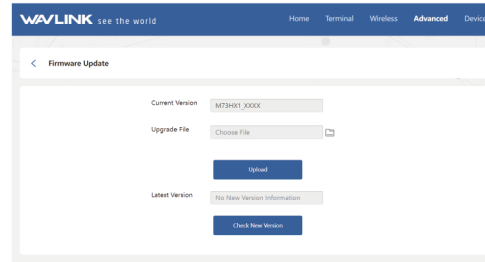 WAVLINK see the world Home Terminal Wireless Advanced Device
< Firmware Update
Current Version M73HX1_XXXX
Upgrade File Choose File
Upload
Latest Version No New Version Information
Check New Version